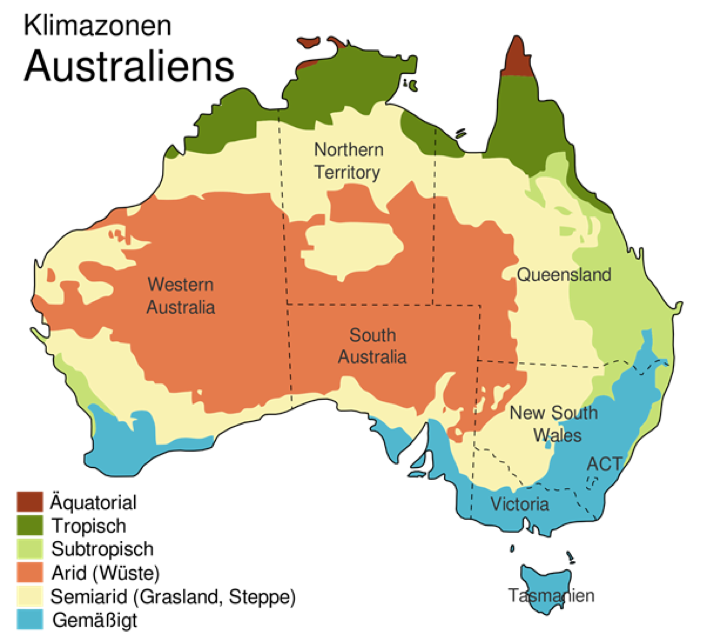 Klimazonen
Australiens
Northern
Territory
Queensland
Western
Australia
South
Australia
New South
Wales
ACT
Victoria
Tasmanien
Äquatorial
Tropisch
Subtropisch
Arid (Wüste)
Semiarid (Grasland, Steppe)
Gemäßigt